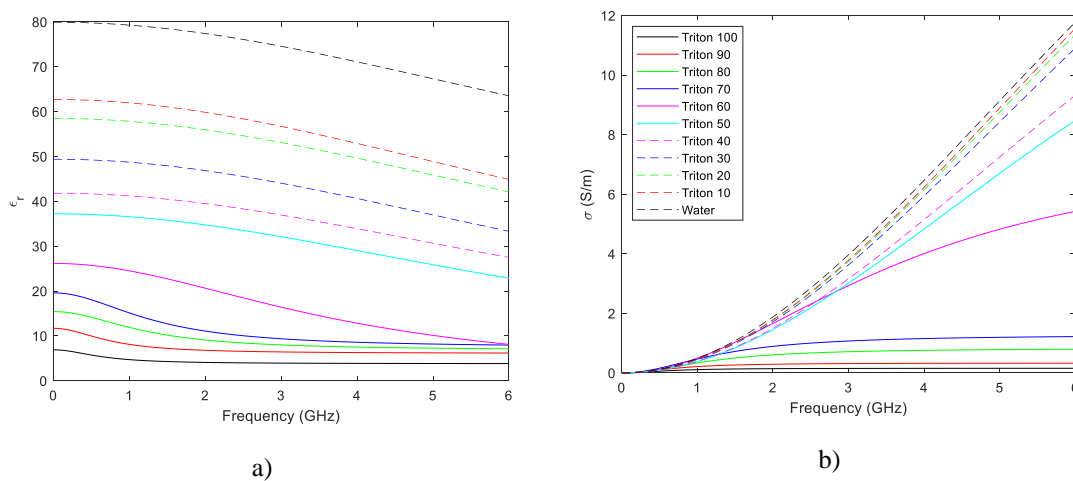 80
70
60
50
40
30
20
10
0
ϵr
0 1 2 3 4 5 6
Frequency (GHz)
a)
12
10
8
6
4
2
0
σ (S/m)
Triton 100
Triton 90
Triton 80
Triton 70
Triton 60
Triton 50
Triton 40
Triton 30
Triton 20
Triton 10
Water
0 1 2 3 4 5 6
Frequency (GHz)
b)